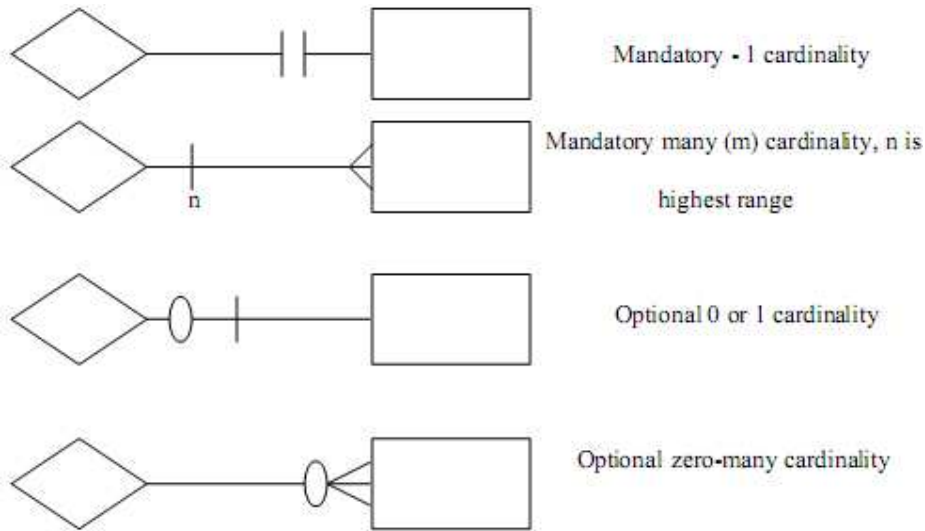 Mandatory - 1 cardinality
Mandatory many (m) cardinality, n is
highest range
n
Optional 0 or 1 cardinality
Optional zero-many cardinality